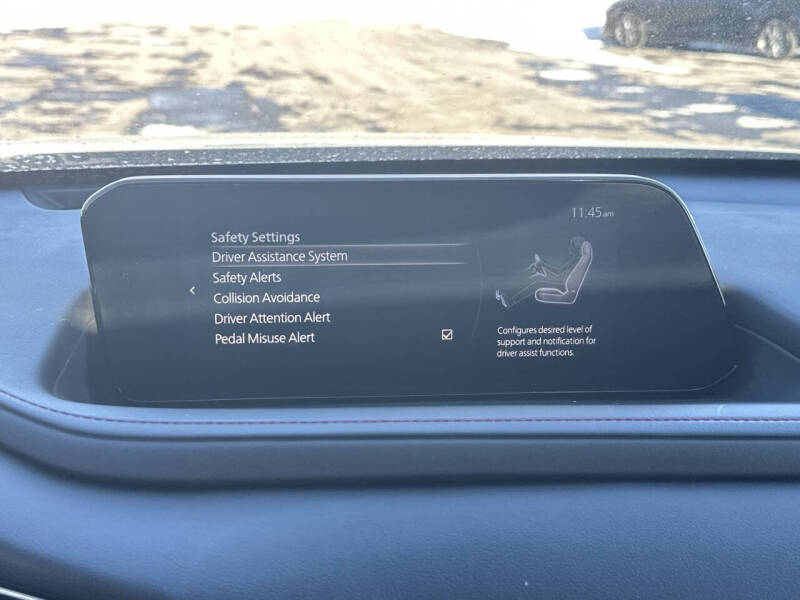 11:45 am
Safety Settings
Driver Assistance System
Safety Alerts
Collision Avoidance
Driver Attention Alert
Pedal Misuse Alert
Configures desired level of
support and notification for
driver assist functions.